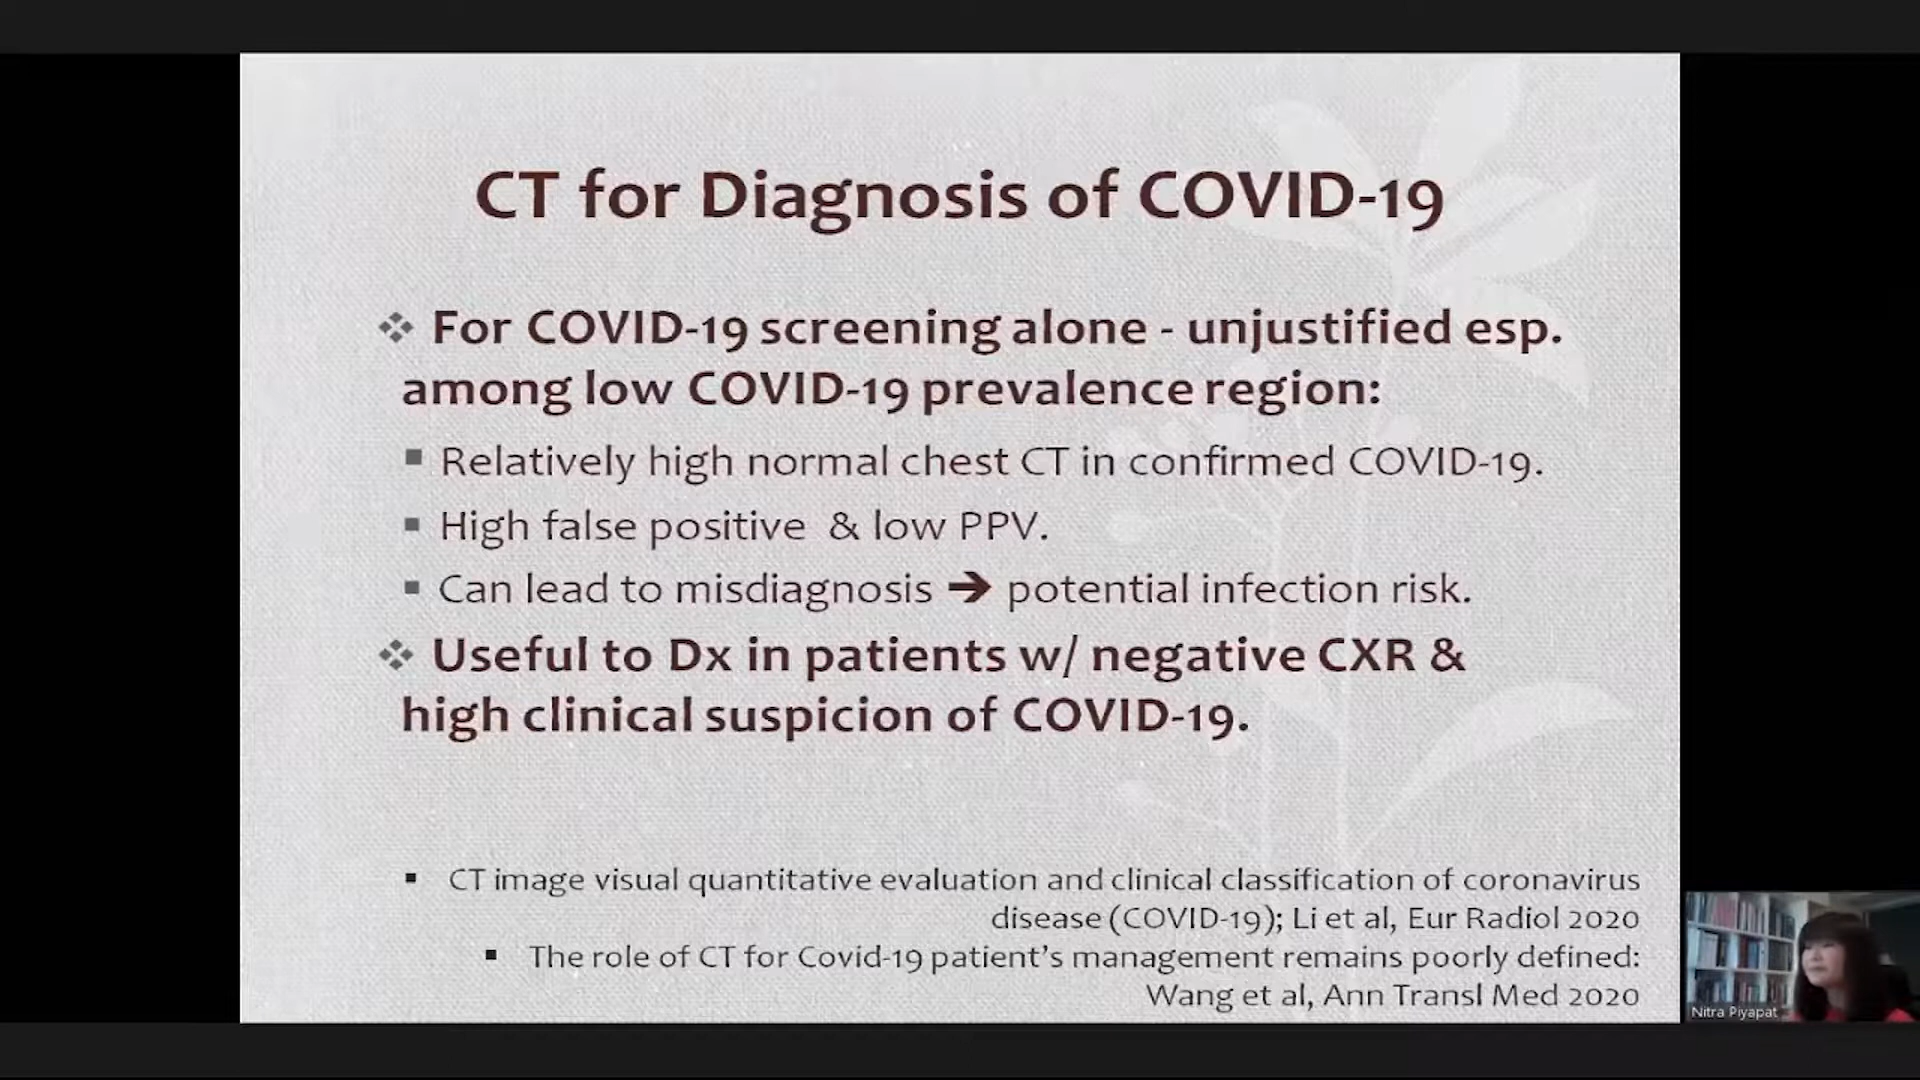 CT for Diagnosis of COVID-19
❖ For COVID-19 screening alone - unjustified esp.
among low COVID-19 prevalence region:
▪ Relatively high normal chest CT in confirmed COVID-19.
▪ High false positive & low PPV.
▪ Can lead to misdiagnosis ➔ potential infection risk.
❖ Useful to Dx in patients w/ negative CXR &
high clinical suspicion of COVID-19.
▪ CT image visual quantitative evaluation and clinical classification of coronavirus
disease (COVID-19); Li et al, Eur Radiol 2020
▪ The role of CT for Covid-19 patient's management remains poorly defined:
Wang et al, Ann Transl Med 2020
Nitra Piyapat